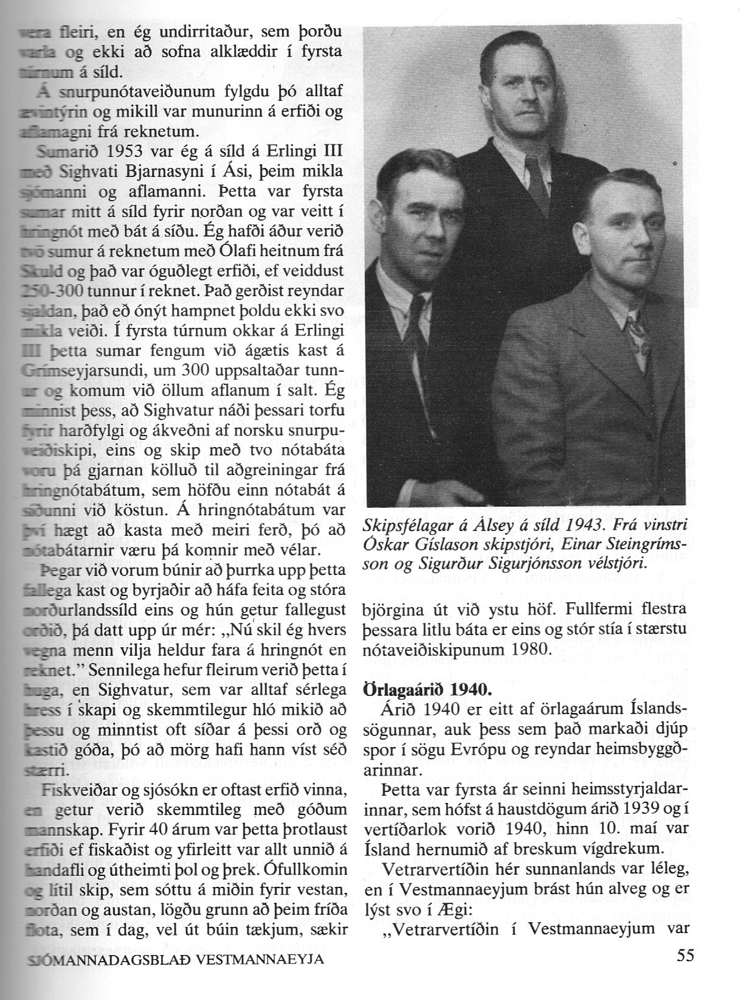 vera fleiri, en ég undirritaður, sem þorðu
varla og ekki að sofna alklæddir í fyrsta
túrnum á síld.
Á snurpunótaveiðunum fylgdu þó alltaf
ævintýrin og mikill var munurinn á erfiði og
aflamagni frá reknetum.
Sumarið 1953 var ég á síld á Erlingi III
með Sighvati Bjarnasyni í Ási, þeim mikla
sjómanni og aflamanni. Þetta var fyrsta
sumar mitt á síld fyrir norðan og var veitt í
hringnót með bát á síðu. Ég hafði áður verið
tvö sumur á reknetum með Ólafi heitnum frá
Skuld og það var óguðlegt erfiði, ef veiddust
250-300 tunnur í reknet. Það gerðist reyndar
sjaldan, það eð ónýt hampnet þoldu ekki svo
mikla veiði. Í fyrsta túrnum okkar á Erlingi
III þetta sumar fengum við ágætis kast á
Grímseyjarsundi, um 300 uppsaltaðar tunn-
ur og komum við öllum aflanum í salt. Ég
minnist þess, að Sighvatur náði þessari torfu
fyrir harðfylgi og ákveðni af norsku snurpu-
veiðiskipi, eins og skip með tvo nótabáta
voru þá gjarnan kölluð til aðgreiningar frá
hringnótabátum, sem höfðu einn nótabát á
síðunni við köstun. Á hringnótabátum var
því hægt að kasta með meiri ferð, þó að
nótabátarnir væru þá komnir með vélar.
Þegar við vorum búnir að þurrka upp þetta
fallega kast og byrjaðir að háfa feita og stóra
norðurlandssíld eins og hún getur fallegust
orðið, þá datt upp úr mér: ,,Nú skil ég hvers
vegna menn vilja heldur fara á hringnót en
reknet.” Sennilega hefur fleirum verið þetta í
huga, en Sighvatur, sem var alltaf sérlega
hress í skapi og skemmtilegur hló mikið að
þessu og minntist oft síðar á þessi orð og
kastið góða, þó að mörg hafi hann víst séð
stærri.
Fiskveiðar og sjósókn er oftast erfið vinna,
en getur verið skemmtileg með góðum
mannskap. Fyrir 40 árum var þetta þrotlaust
erfiði ef fiskaðist og yfirleitt var allt unnið á
handafli og útheimti þol og þrek. Ófullkomin
og lítil skip, sem sóttu á miðin fyrir vestan,
norðan og austan, lögðu grunn að þeim fríða
flota, sem í dag, vel út búin tækjum, sækir
Skipsfélagar á Álsey á síld 1943. Frá vinstri
Óskar Gíslason skipstjóri, Einar Steingríms-
son og Sigurður Sigurjónsson vélstjóri.
björgina út við ystu höf. Fullfermi flestra
þessara litlu báta er eins og stór stía í stærstu
nótaveiðiskipunum 1980.
Örlagaárið 1940.
Árið 1940 er eitt af örlagaárum Íslands-
sögunnar, auk þess sem það markaði djúp
spor í sögu Evrópu og reyndar heimsbyggð-
arinnar.
Þetta var fyrsta ár seinni heimsstyrjaldar-
innar, sem hófst á haustdögum árið 1939 og í
vertíðarlok vorið 1940, hinn 10. maí var
Ísland hernumið af breskum vígdrekum.
Vetrarvertíðin hér sunnanlands var léleg,
en í Vestmannaeyjum brást hún alveg og er
lýst svo í Ægi:
,,Vetrarvertíðin í Vestmannaeyjum var
SJÓMANNADAGSBLAÐ VESTMANNAEYJA
55